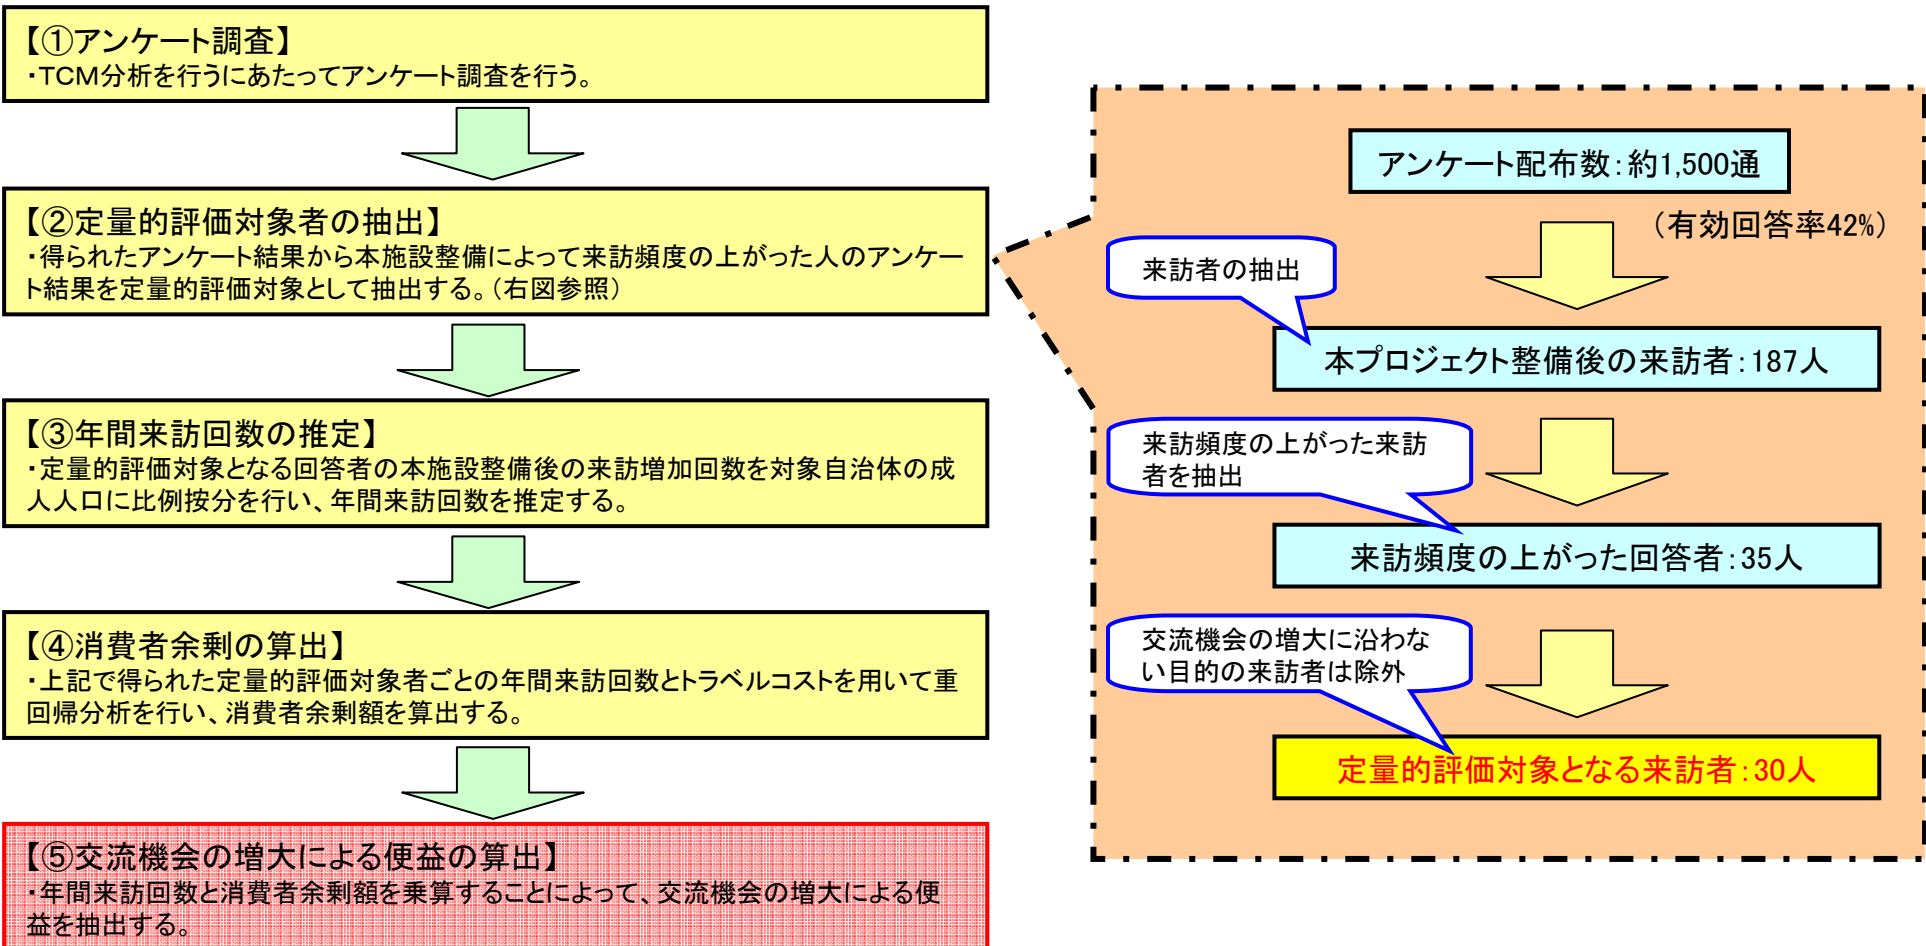 【①アンケート調査】
・TCM分析を行うにあたってアンケート調査を行う。
【②定量的評価対象者の抽出】
・得られたアンケート結果から本施設整備によって来訪頻度の上がった人のアンケー
ト結果を定量的評価対象として抽出する。（右図参照）
【③年間来訪回数の推定】
・定量的評価対象となる回答者の本施設整備後の来訪増加回数を対象自治体の成
人人口に比例按分を行い、年間来訪回数を推定する。
【④消費者余剰の算出】
・上記で得られた定量的評価対象者ごとの年間来訪回数とトラベルコストを用いて重
回帰分析を行い、消費者余剰額を算出する。
【⑤交流機会の増大による便益の算出】
・年間来訪回数と消費者余剰額を乗算することによって、交流機会の増大による便
益を抽出する。
アンケート配布数：約1,500通
（有効回答率42%）
来訪者の抽出
本プロジェクト整備後の来訪者：187人
来訪頻度の上がった来訪
者を抽出
来訪頻度の上がった回答者：35人
交流機会の増大に沿わな
い目的の来訪者は除外
定量的評価対象となる来訪者：30人